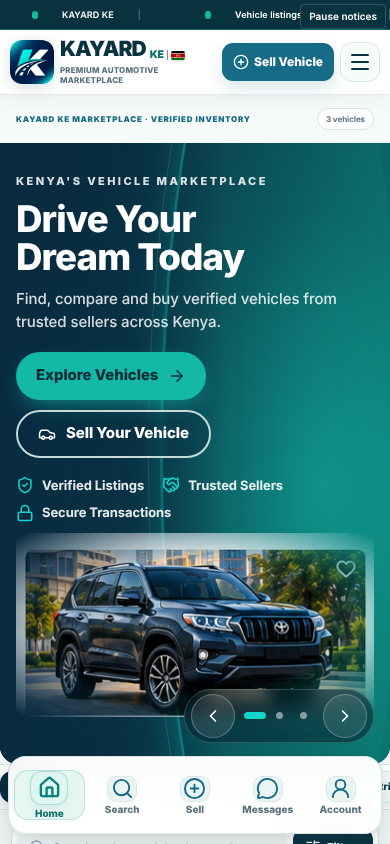 KAYARD KE
Vehicle listings
Pause notices
KAYARD KE
PREMIUM AUTOMOTIVE
MARKETPLACE
Sell Vehicle
KAYARD KE MARKETPLACE · VERIFIED INVENTORY
3 vehicles
KENYA'S VEHICLE MARKETPLACE
Drive Your
Dream Today
Find, compare and buy verified vehicles from
trusted sellers across Kenya.
Explore Vehicles
Sell Your Vehicle
Verified Listings
Trusted Sellers
Secure Transactions
Home
Search
Sell
Messages
Account